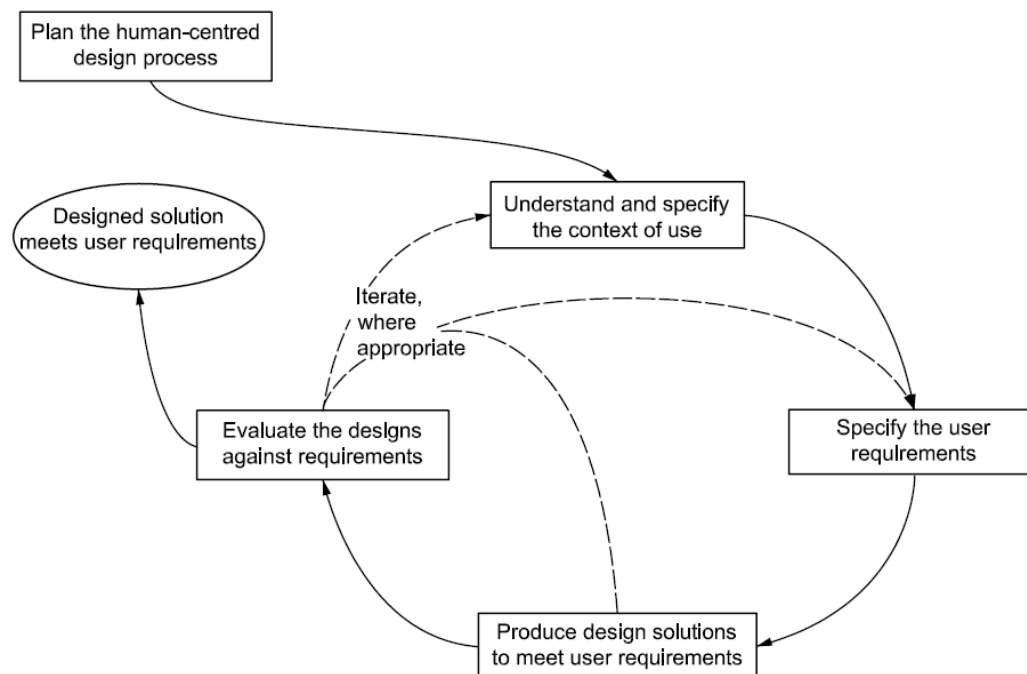 Plan the human-centred
design process
Understand and specify
the context of use
Designed solution
meets user requirements
Iterate,
where
appropriate
Evaluate the designs
against requirements
Specify the user
requirements
Produce design solutions
to meet user requirements